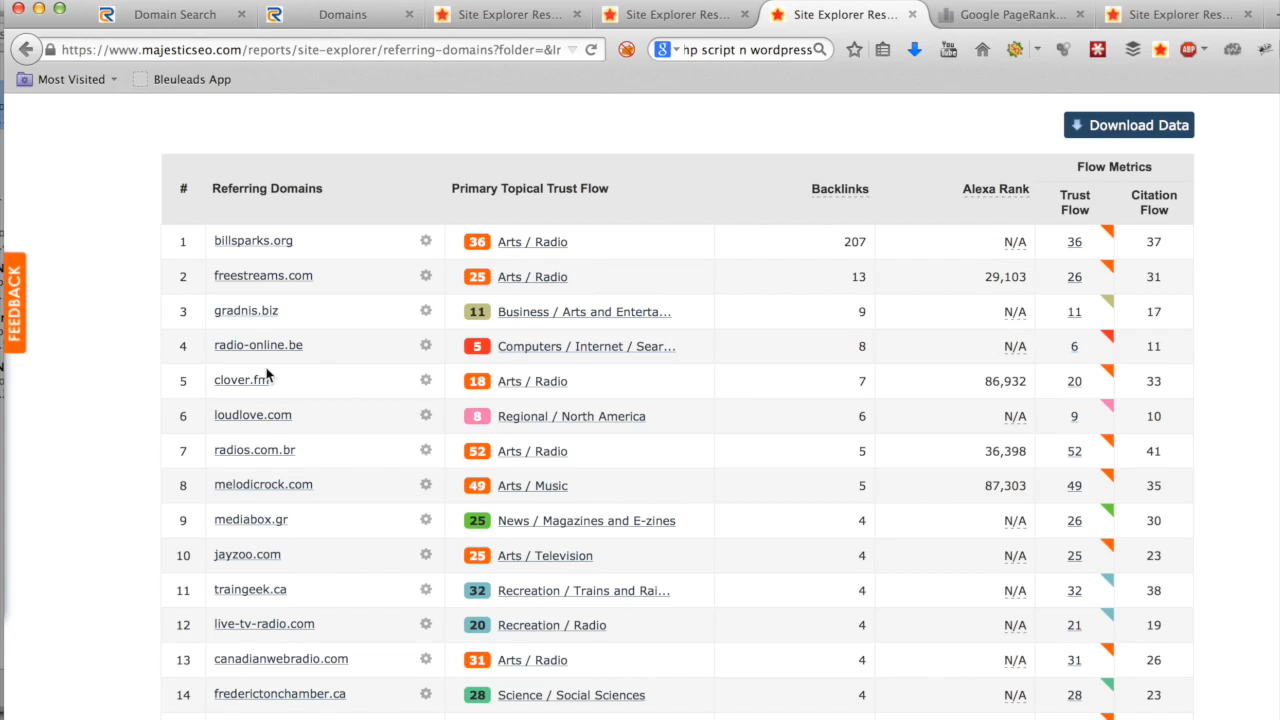 Domain Search
Domains
Site Explorer Res...
Site Explorer Res...
Site Explorer Res...
Google PageRank...
Site Explorer Res...
https://www.majesticseo.com/reports/site-explorer/referring-domains?folder=&lr
hp script n wordpress
You Tube
ABP
Most Visited
Bleuleads App
FEEDBACK
Download Data
Flow Metrics
# Referring Domains Primary Topical Trust Flow Backlinks Alexa Rank Trust Flow Citation Flow
1 billsparks.org 36 Arts / Radio 207 N/A 36 37
2 freestreams.com 25 Arts / Radio 13 29,103 26 31
3 gradnis.biz 11 Business / Arts and Enterta... 9 N/A 11 17
4 radio-online.be 5 Computers / Internet / Sear... 8 N/A 6 11
5 clover.fm 18 Arts / Radio 7 86,932 20 33
6 loudlove.com 8 Regional / North America 6 N/A 9 10
7 radios.com.br 52 Arts / Radio 5 36,398 52 41
8 melodicrock.com 49 Arts / Music 5 87,303 49 35
9 mediabox.gr 25 News / Magazines and E-zines 4 N/A 26 30
10 jayzoo.com 25 Arts / Television 4 N/A 25 23
11 traingeek.ca 32 Recreation / Trains and Rai... 4 N/A 32 38
12 live-tv-radio.com 20 Recreation / Radio 4 N/A 21 19
13 canadianwebradio.com 31 Arts / Radio 4 N/A 31 26
14 frederictonchamber.ca 28 Science / Social Sciences 4 N/A 28 23